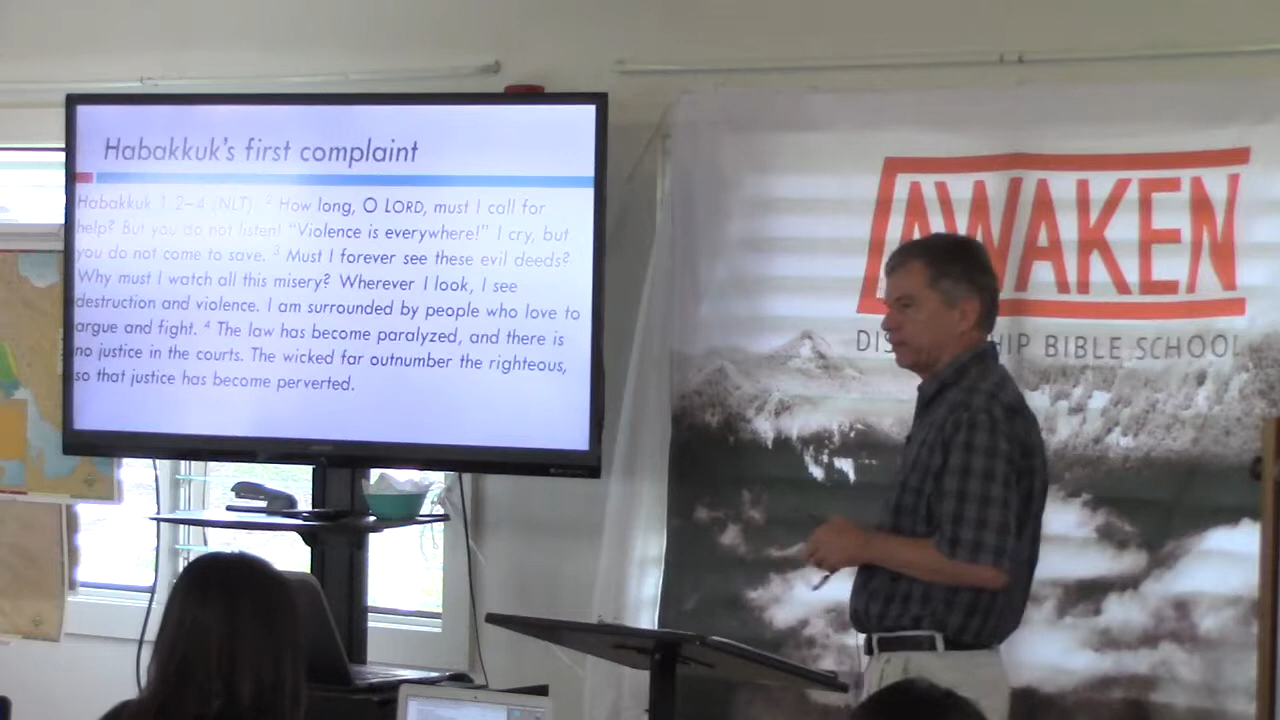 Habakkuk's first complaint
Habakkuk 1:2–4 (NLT) 2 How long, O LORD, must I call for
help? But you do not listen! "Violence is everywhere!" I cry, but
you do not come to save. 3 Must I forever see these evil deeds?
Why must I watch all this misery? Wherever I look, I see
destruction and violence. I am surrounded by people who love to
argue and fight. 4 The law has become paralyzed, and there is
no justice in the courts. The wicked far outnumber the righteous,
so that justice has become perverted.
AWAKEN
DIS HIP BIBLE SCHOOL